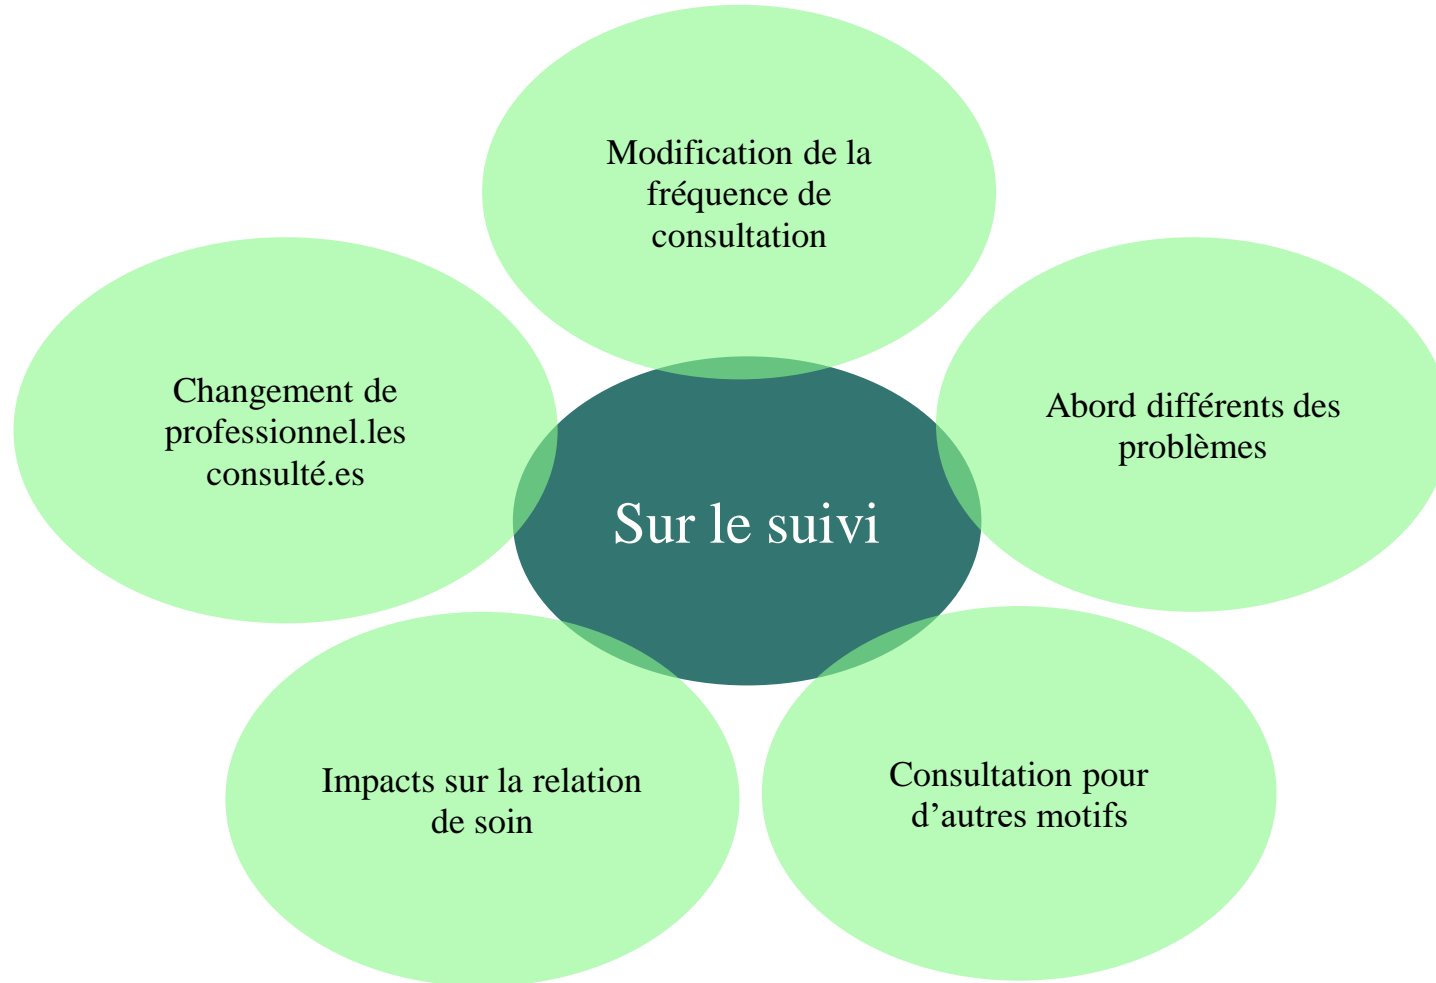 Modification de la
fréquence de
consultation
Changement de
professionnel.les
consulté.es
Abord différents des
problèmes
Sur le suivi
Impacts sur la relation
de soin
Consultation pour
d’autres motifs